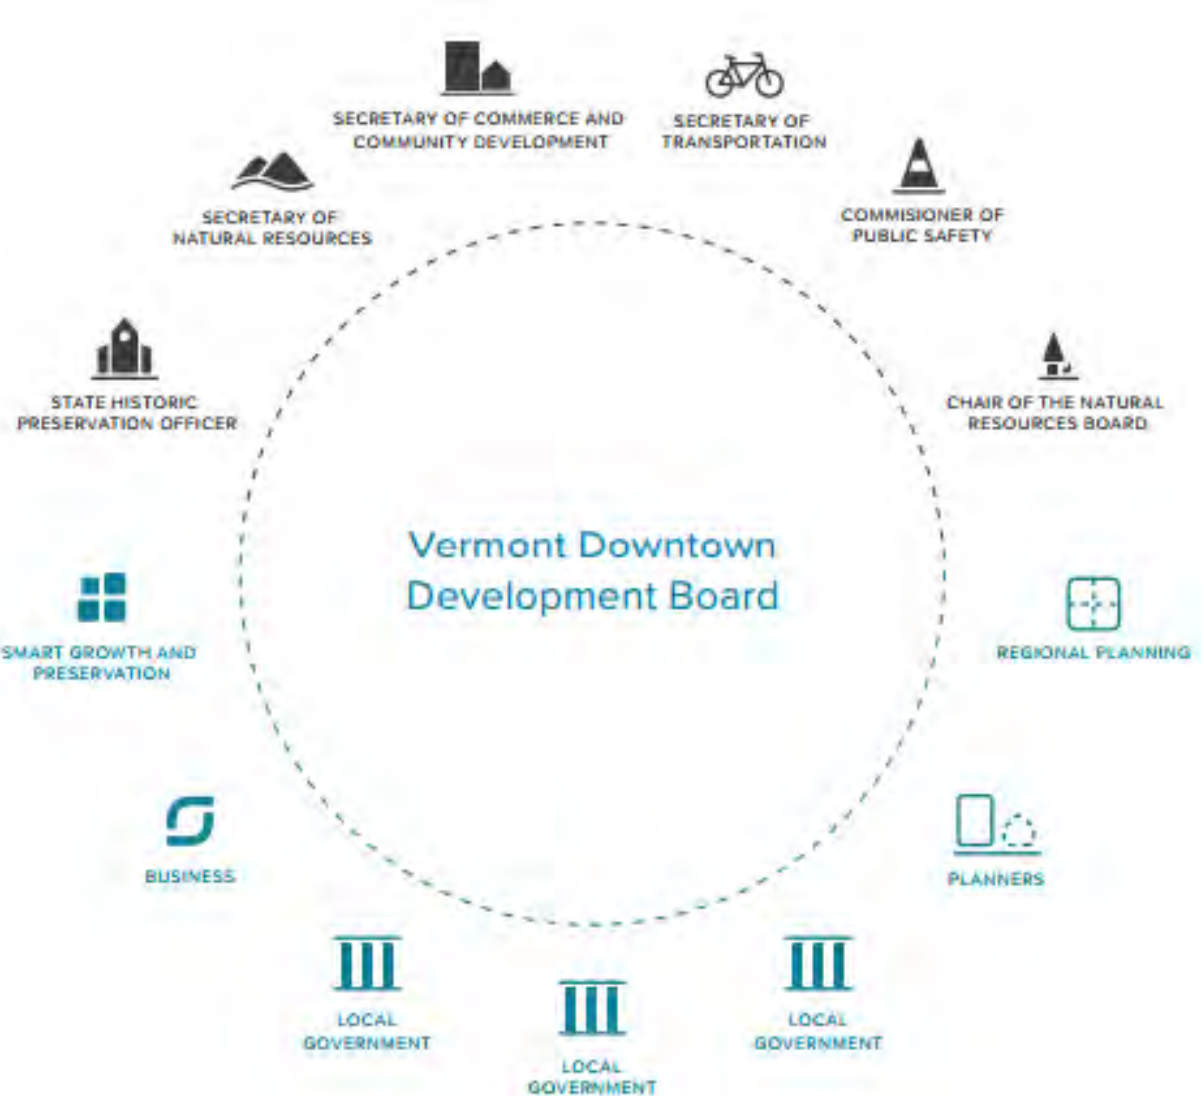 SECRETARY OF COMMERCE AND
COMMUNITY DEVELOPMENT
SECRETARY OF
TRANSPORTATION
SECRETARY OF
NATURAL RESOURCES
COMMISIONER OF
PUBLIC SAFETY
STATE HISTORIC
PRESERVATION OFFICER
CHAIR OF THE NATURAL
RESOURCES BOARD
Vermont Downtown
Development Board
SMART GROWTH AND
PRESERVATION
REGIONAL PLANNING
BUSINESS
PLANNERS
LOCAL
GOVERNMENT
LOCAL
GOVERNMENT
LOCAL
GOVERNMENT